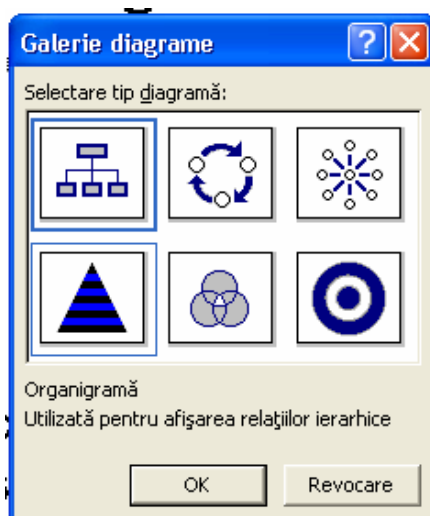 Galerie diagrame
Selectare tip diagramă:
Organigramă
Utilizată pentru afişarea relaţiilor ierarhice
OK Revocare